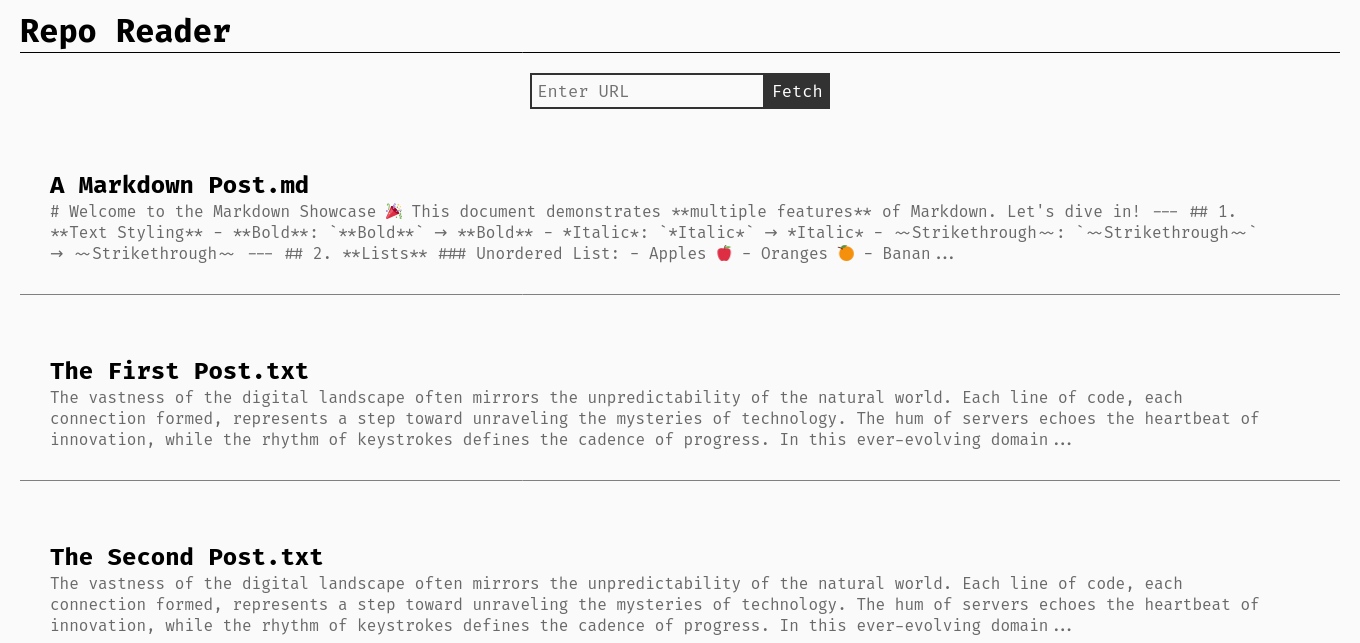 Repo Reader
Enter URL Fetch
A Markdown Post.md
# Welcome to the Markdown Showcase 🎉 This document demonstrates **multiple features** of Markdown. Let's dive in! --- ## 1.
**Text Styling** - **Bold**: `**Bold**` → **Bold** - *Italic*: `*Italic*` → *Italic* - ~~Strikethrough~~: `~~Strikethrough~~`
→ ~~Strikethrough~~ --- ## 2. **Lists** ### Unordered List: - Apples 🍎 - Oranges 🍊 - Banan...
The First Post.txt
The vastness of the digital landscape often mirrors the unpredictability of the natural world. Each line of code, each
connection formed, represents a step toward unraveling the mysteries of technology. The hum of servers echoes the heartbeat of
innovation, while the rhythm of keystrokes defines the cadence of progress. In this ever-evolving domain...
The Second Post.txt
The vastness of the digital landscape often mirrors the unpredictability of the natural world. Each line of code, each
connection formed, represents a step toward unraveling the mysteries of technology. The hum of servers echoes the heartbeat of
innovation, while the rhythm of keystrokes defines the cadence of progress. In this ever-evolving domain...